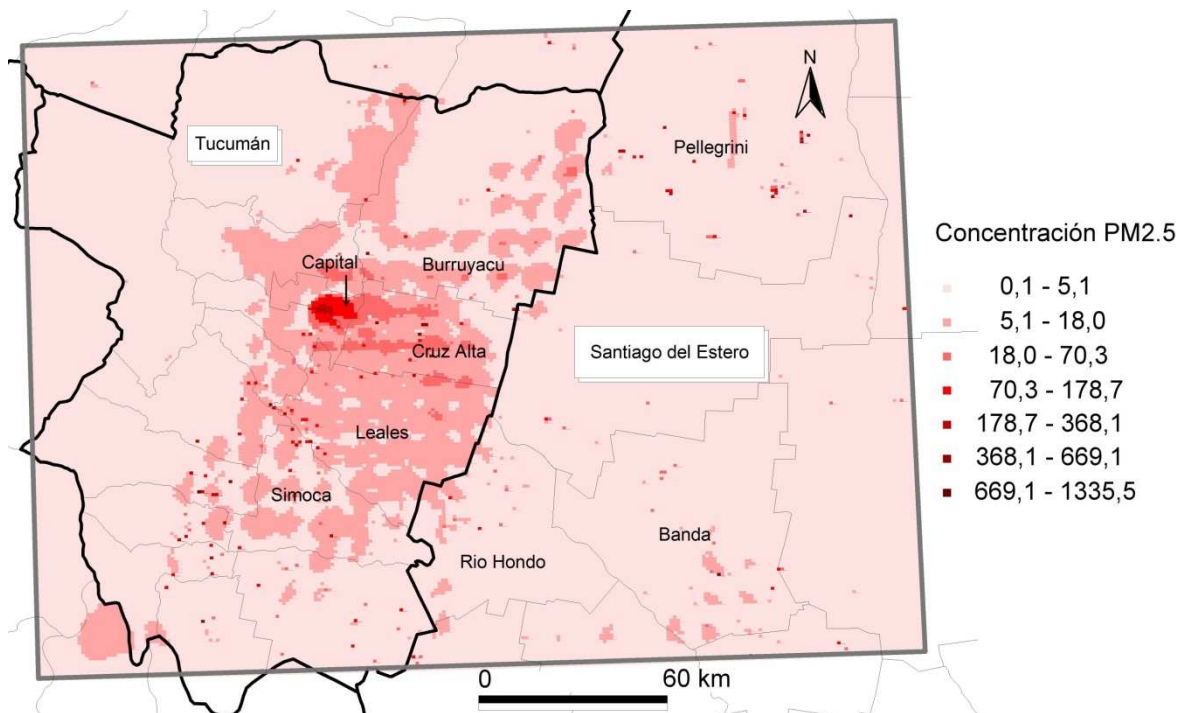 N
Tucumán
Pellegrini
Capital
Burruyacu
Cruz Alta
Santiago del Estero
Leales
Simoca
Banda
Rio Hondo
0 60 km
Concentración PM2.5
0,1 - 5,1
5,1 - 18,0
18,0 - 70,3
70,3 - 178,7
178,7 - 368,1
368,1 - 669,1
669,1 - 1335,5